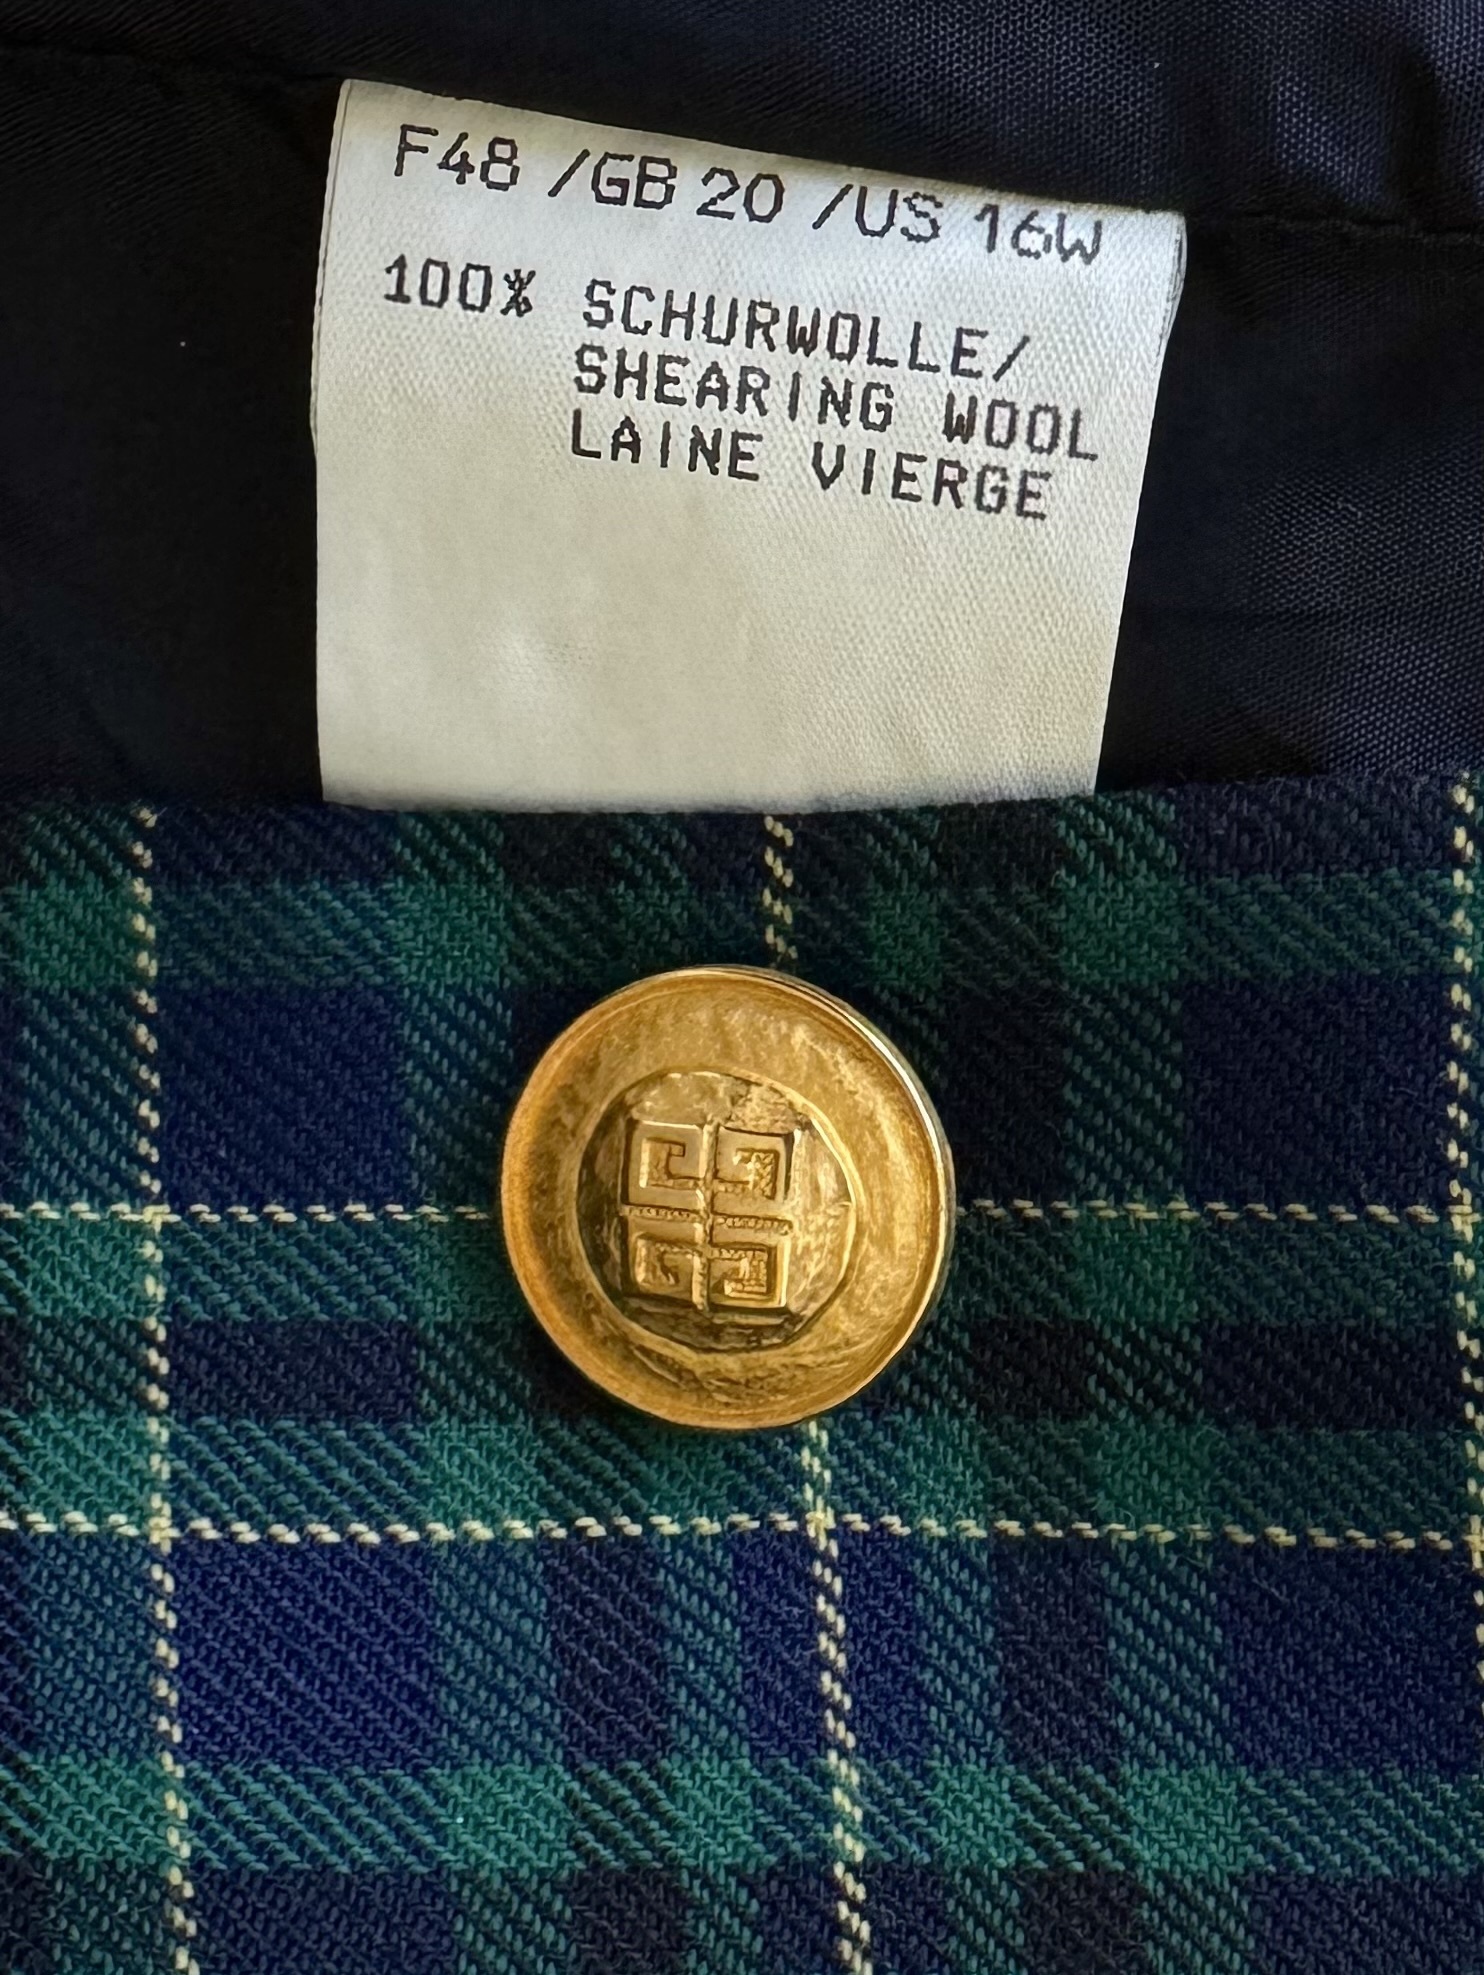 F48 /GB 20 /US 16W
100% SCHURWOLLE/
SHEARING WOOL
LAINE VIERGE